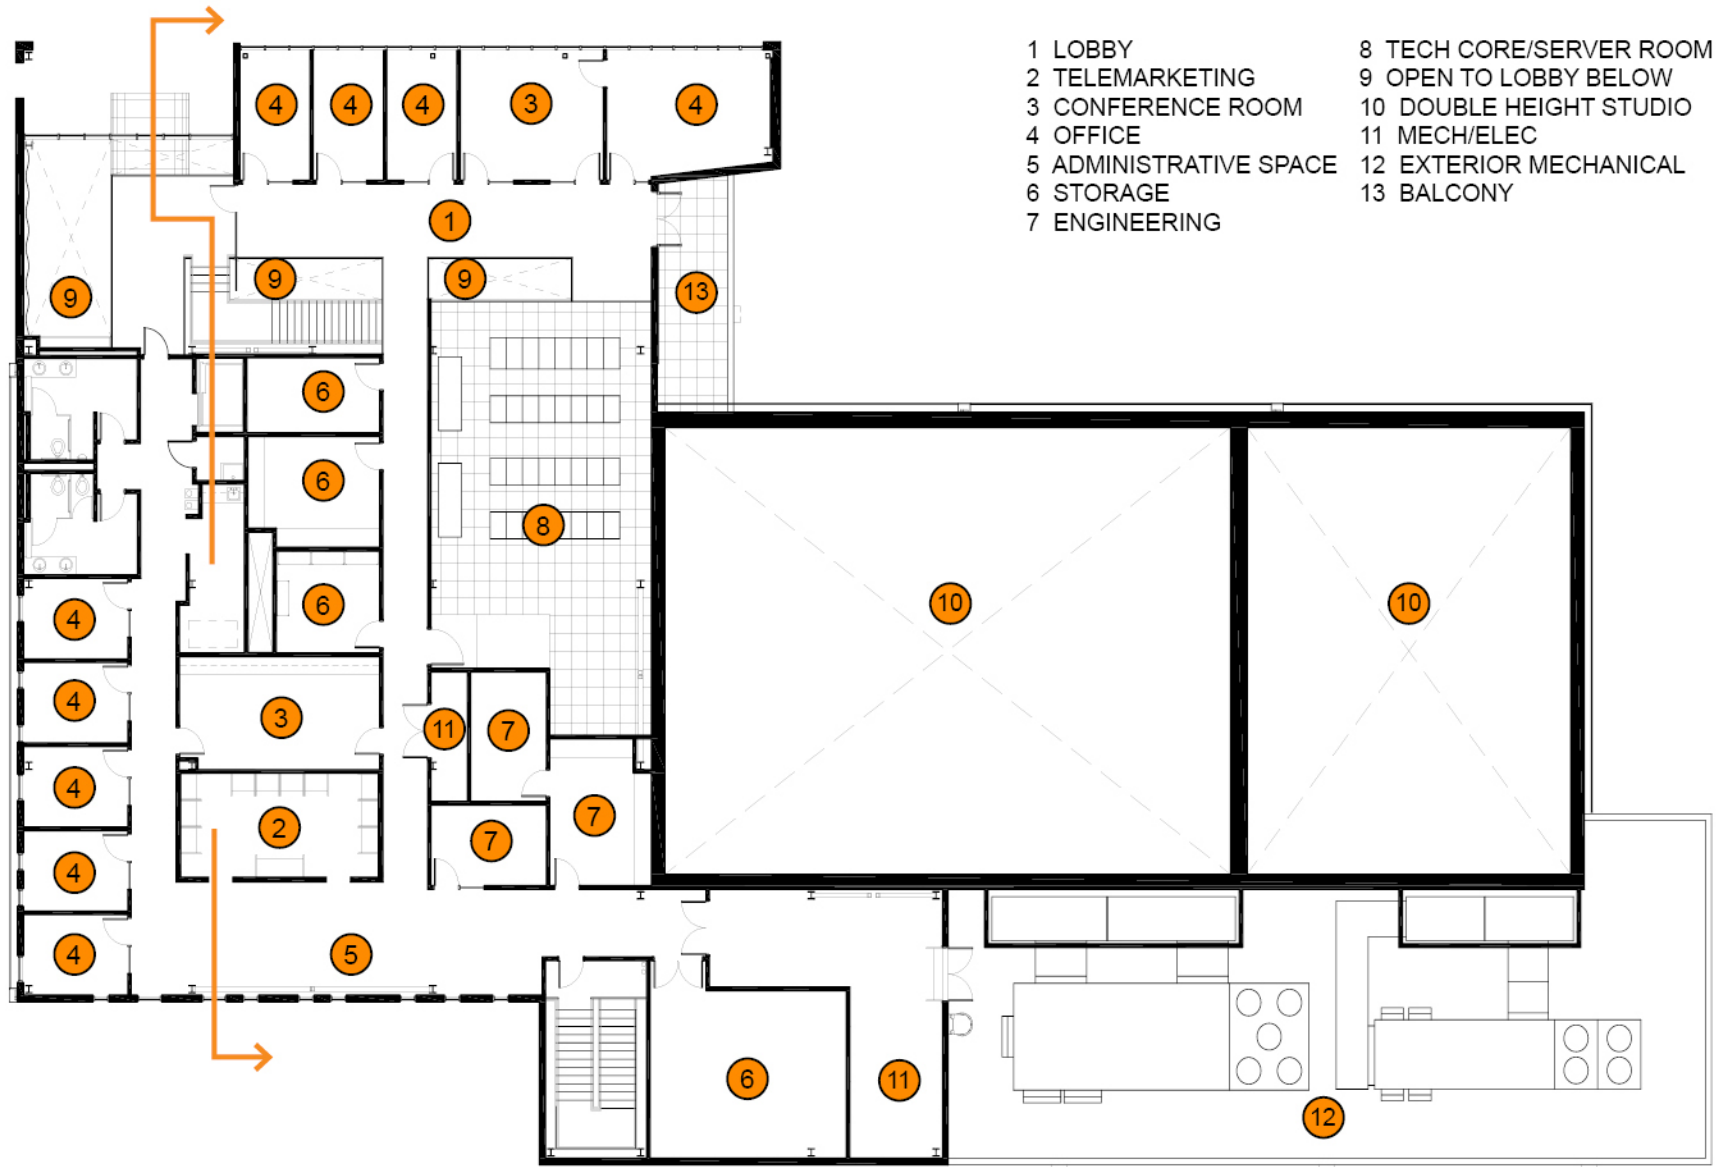 1 LOBBY
2 TELEMARKETING
3 CONFERENCE ROOM
4 OFFICE
5 ADMINISTRATIVE SPACE
6 STORAGE
7 ENGINEERING
8 TECH CORE/SERVER ROOM
9 OPEN TO LOBBY BELOW
10 DOUBLE HEIGHT STUDIO
11 MECH/ELEC
12 EXTERIOR MECHANICAL
13 BALCONY
4
4
4
3
4
1
9
9
9
13
6
6
8
6
10
10
4
4
3
11
7
4
2
7
7
4
4
5
6
11
12